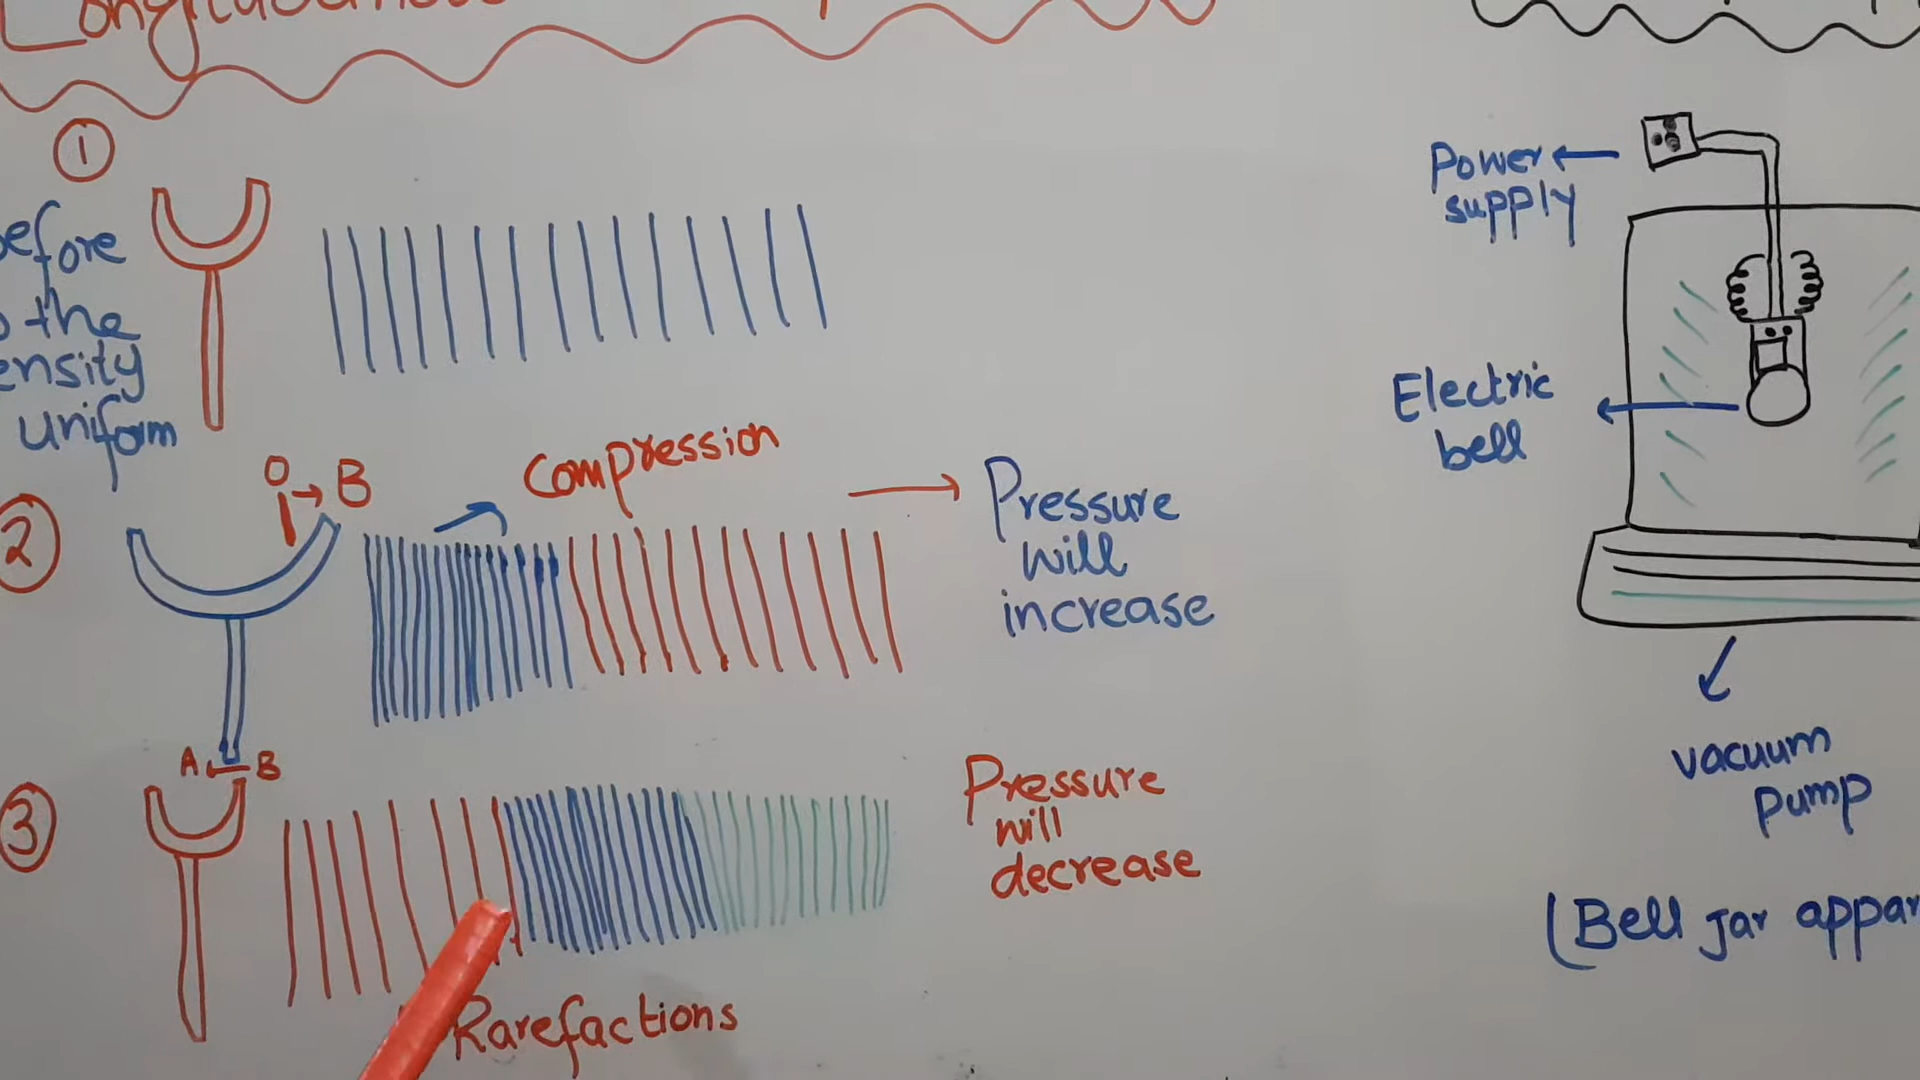 Longitudinal
1
efore
the
ensity
uniform
Power
supply
Electric
bell
Compression
O → B
2
Pressure
will
increase
A B
3
Pressure
will
decrease
Rarefactions
vacuum
pump
(Bell jar appar